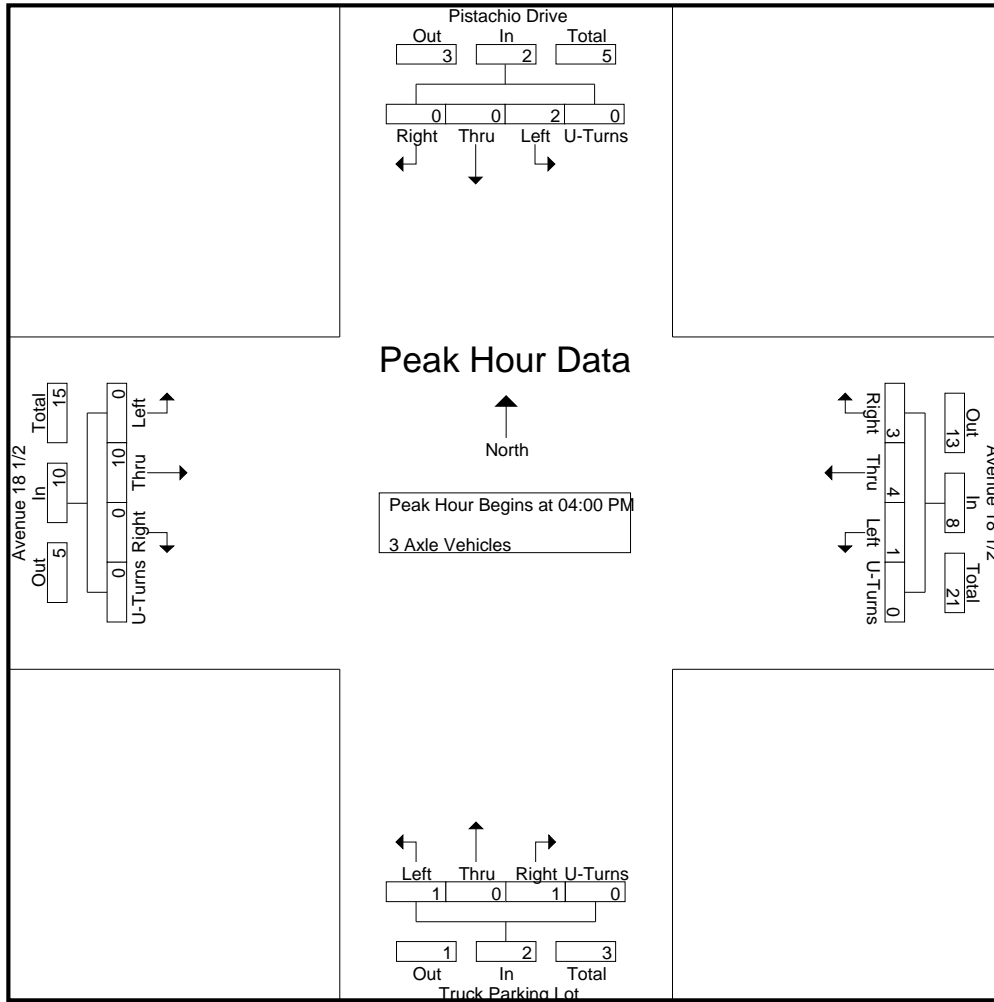 Pistachio Drive
Out In Total
3 2 5
0 0 2 0
Right Thru Left U-Turns
Peak Hour Data
North
Peak Hour Begins at 04:00 PM
3 Axle Vehicles
Avenue 18 1/2
Total In Out
15 10 5
0 10 0 0
Left Thru Right U-Turns
Avenue 18 1/2
Out In Total
13 8 21
3 4 1 0
Right Thru Left U-Turns
Left Thru Right U-Turns
1 0 1 0
1 2 3
Out In Total
Truck Parking Lot